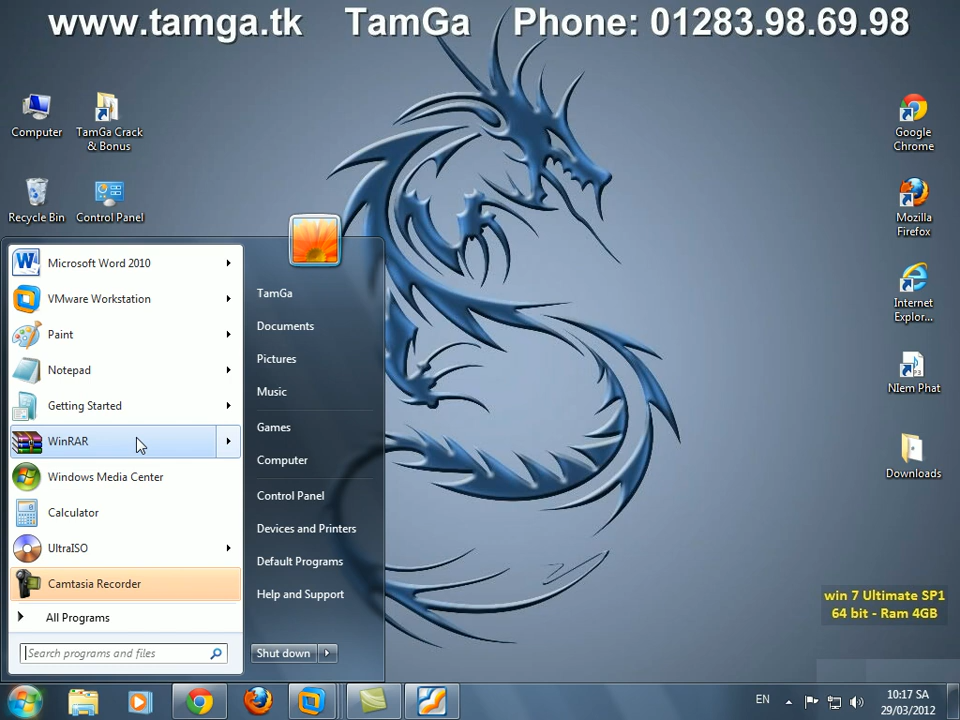 www.tamga.tk TamGa Phone: 01283.98.69.98
Computer
TamGa Crack
& Bonus
Recycle Bin
Control Panel
Google
Chrome
Mozilla
Firefox
Internet
Explor...
NIem Phat
Downloads
Microsoft Word 2010
VMware Workstation
Paint
Notepad
Getting Started
WinRAR
Windows Media Center
Calculator
UltraISO
Camtasia Recorder
All Programs
Search programs and files
TamGa
Documents
Pictures
Music
Games
Computer
Control Panel
Devices and Printers
Default Programs
Help and Support
Shut down
win 7 Ultimate SP1
64 bit - Ram 4GB
EN
10:17 SA
29/03/2012